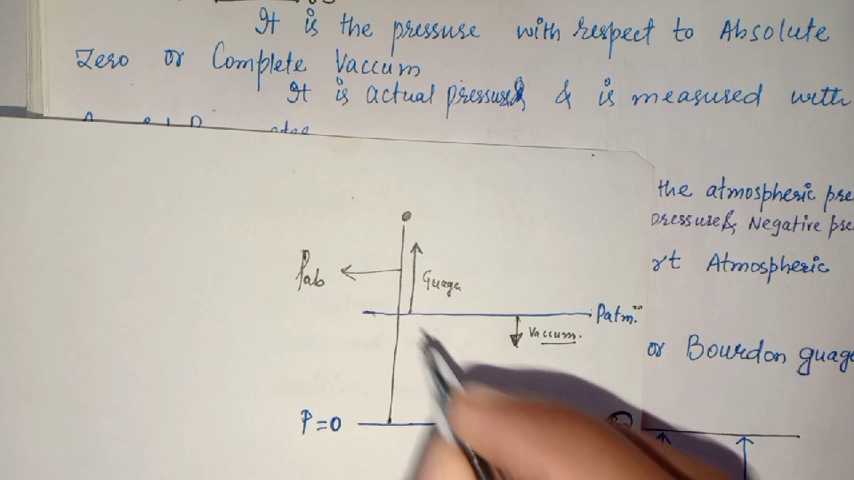 It is the pressure with respect to Absolute
Zero or Complete Vaccum
It is actual pressure & is measured with
the atmospheric pre
pressure & Negative pre
rt Atmospheric
Pab
Guage
Patm.
Vaccum.
or Bourdon guage
P=0